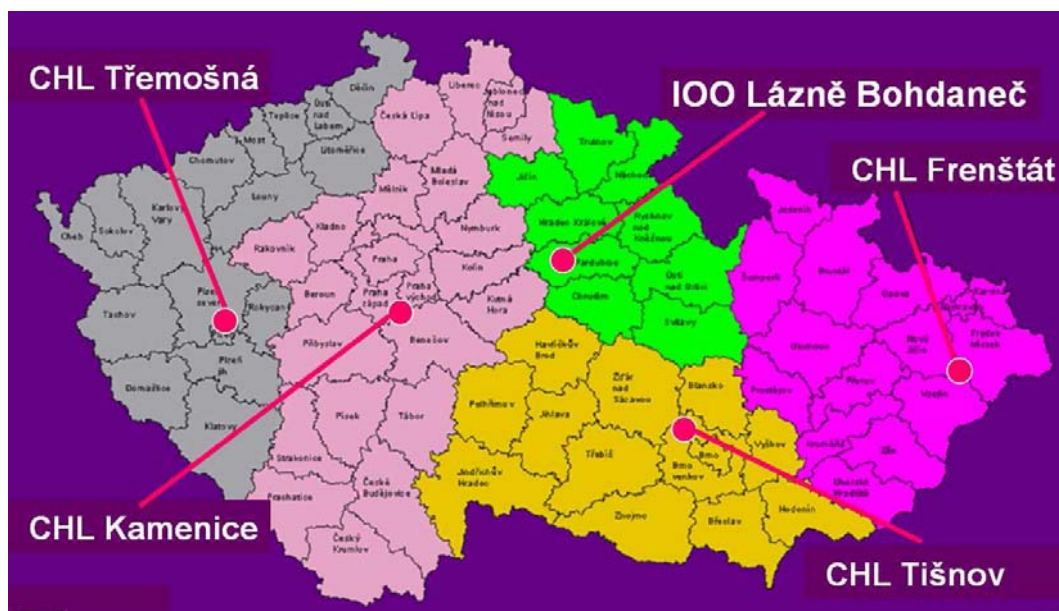 CHL Třemošná
IOO Lázně Bohdaneč
CHL Frenštát
CHL Kamenice
CHL Tišnov
Děčín
Ústí
nad
Labem
Teplice
Most
Chomutov
Litoměřice
Louny
Karlovy
Vary
Sokolov
Cheb
Tachov
Plzeň
sever
Rokycan
Plzeň
jih
Domažlice
Klatovy
Liberec
Jablonec
nad
Nisou
Semily
Česká Lípa
Mladá
Boleslav
Mělník
Nymburk
Kladno
Rakovník
Praha
Praha
západ
Praha
východ
Kolín
Kutná
Hora
Beroun
Benešov
Písek
Tábor
Strakonice
Prachatice
České
Budějovice
Český
Krumlov
Trutnov
Náchod
Jičín
Hradec Králové
Rychnov
nad
Kněžnou
Pardubice
Ústí
nad Orlicí
Chrudim
Svitavy
Havlíčkův
Brod
Pelhřimov
Jihlava
Žďár
nad
Sázavou
Třebíč
Jindřichův
Hradec
Znojmo
Blansko
Brno
Brno
venkov
Vyškov
Břeclav
Hodonín
Jeseník
Šumperk
Bruntál
Opava
Karviná
Frýdek
Místek
Nový
Jičín
Olomouc
Přerov
Prostějov
Vsetín
Kroměříž
Zlín
Uherské
Hradiště